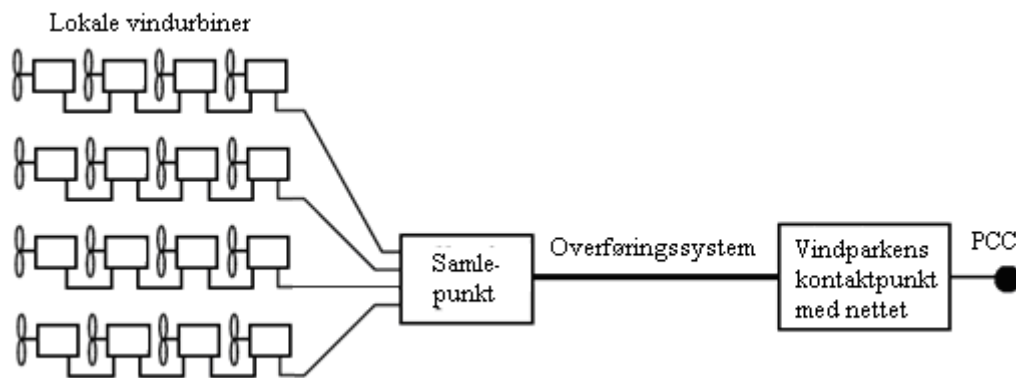 Lokale vindurbiner
Samle-
punkt
Overføringssystem
Vindparkens
kontaktpunkt
med nettet
PCC